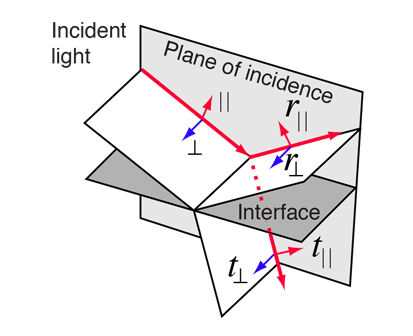 Incident
light
Plane of incidence
||
⊥
r||
r⊥
Interface
t⊥
t||